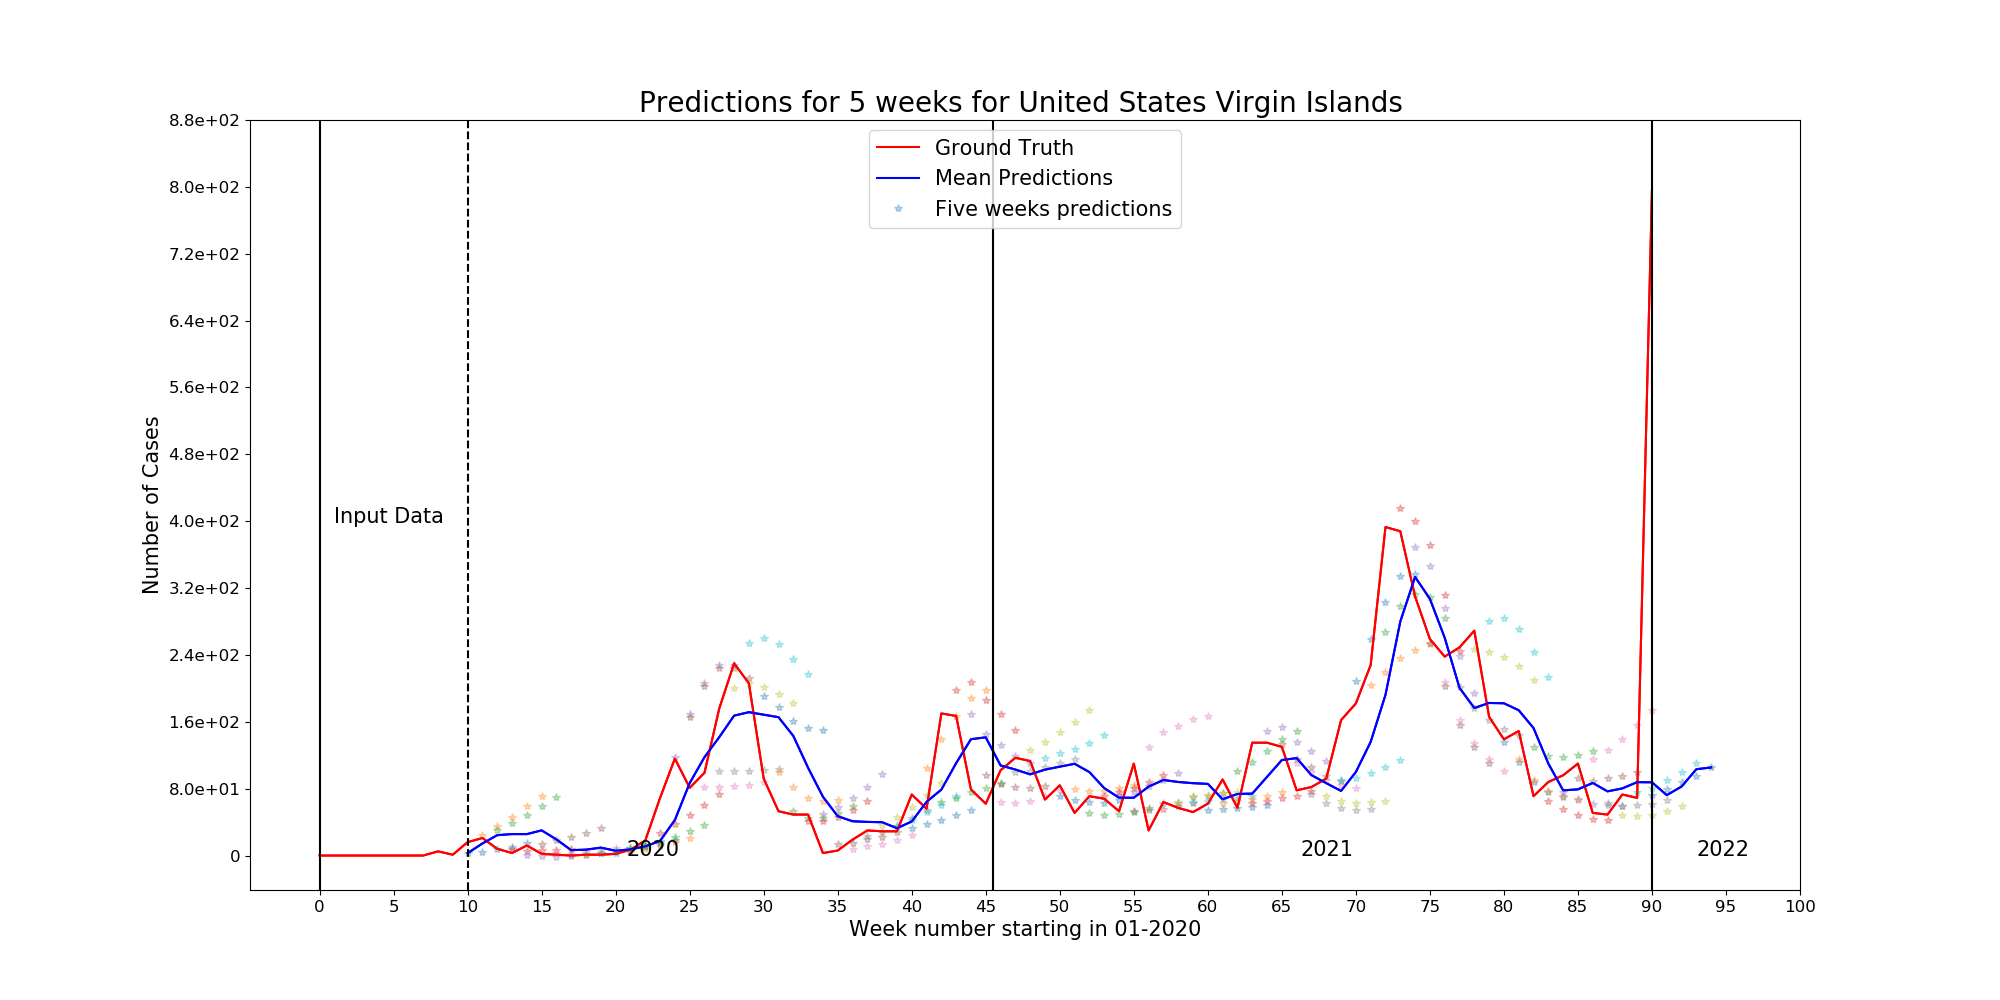 Predictions for 5 weeks for United States Virgin Islands
8.8e+02
8.0e+02
7.2e+02
6.4e+02
5.6e+02
4.8e+02
4.0e+02
3.2e+02
2.4e+02
1.6e+02
8.0e+01
0
Number of Cases
Ground Truth
Mean Predictions
Five weeks predictions
Input Data
2020
2021
2022
0 5 10 15 20 25 30 35 40 45 50 55 60 65 70 75 80 85 90 95 100
Week number starting in 01-2020